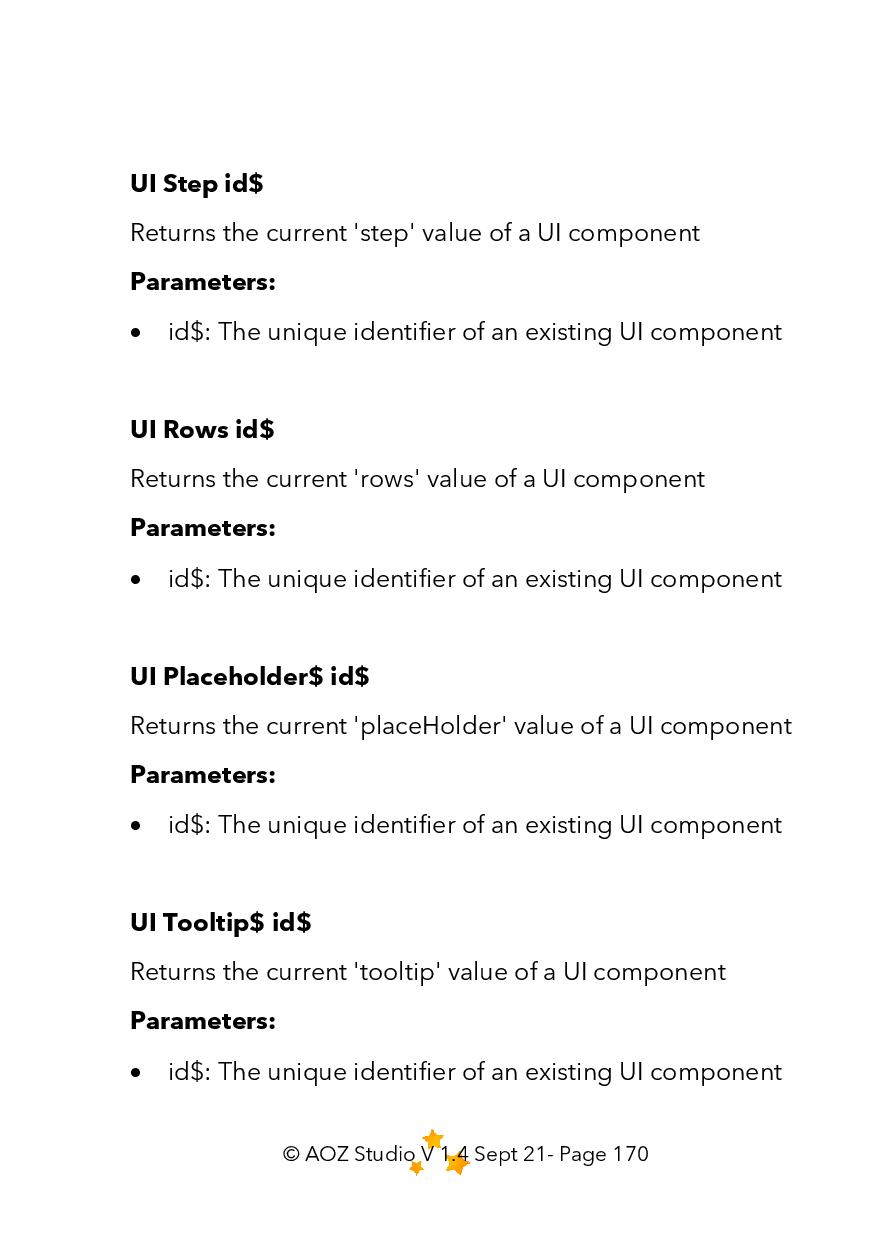 UI Step id$
Returns the current 'step' value of a UI component
Parameters:
• id$: The unique identifier of an existing UI component
UI Rows id$
Returns the current 'rows' value of a UI component
Parameters:
• id$: The unique identifier of an existing UI component
UI Placeholder$ id$
Returns the current 'placeHolder' value of a UI component
Parameters:
• id$: The unique identifier of an existing UI component
UI Tooltip$ id$
Returns the current 'tooltip' value of a UI component
Parameters:
• id$: The unique identifier of an existing UI component
© AOZ Studio V 1.4 Sept 21- Page 170